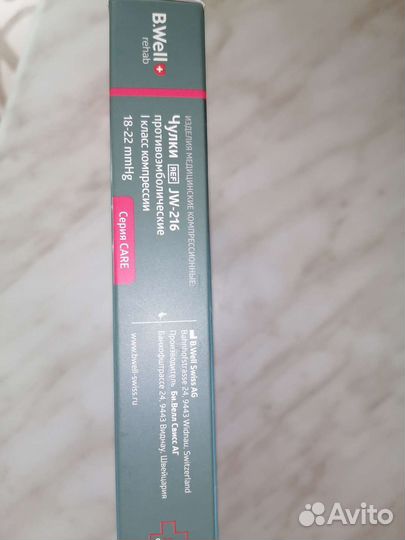 B.Well
rehab
ИЗДЕЛИЯ МЕДИЦИНСКИЕ КОМПРЕССИОННЫЕ:
Чулки REF JW-216
противоэмболические
I класс компрессии
18-22 mmHg
Серия CARE
B.Well Swiss AG
Bahnhofstrasse 24, 9443 Widnau, Switzerland
Производитель Би.Велл Свисс АГ
Банхофштрассе 24, 9443 Виднау, Швейцария
www.bwell-swiss.ru
Avito